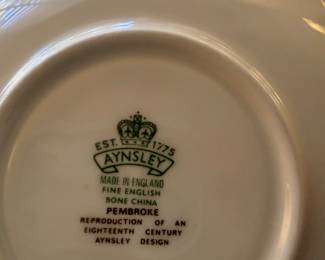 EST. 1775
AYNSLEY
MADE IN ENGLAND
FINE ENGLISH
BONE CHINA
PEMBROKE
REPRODUCTION OF AN
EIGHTEENTH CENTURY
AYNSLEY DESIGN